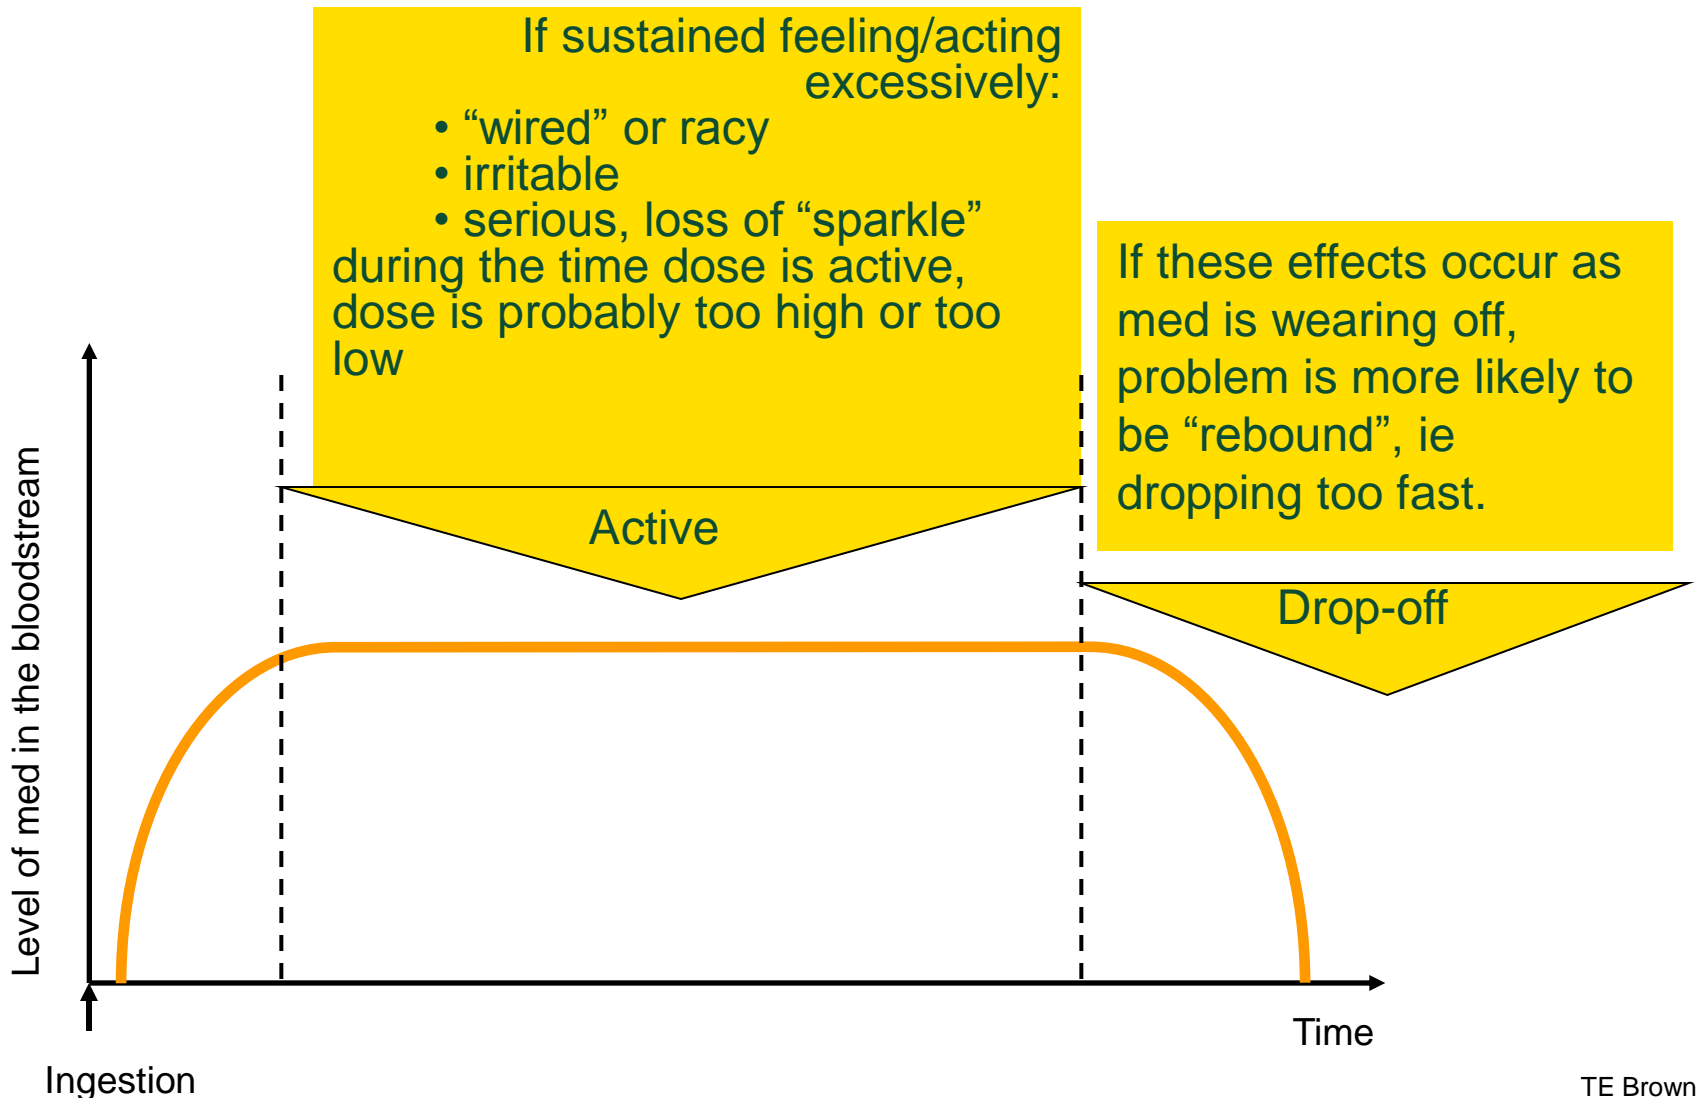 If sustained feeling/acting
excessively:
• “wired” or racy
• irritable
• serious, loss of “sparkle”
during the time dose is active,
dose is probably too high or too
low
If these effects occur as
med is wearing off,
problem is more likely to
be “rebound”, ie
dropping too fast.
Active
Drop-off
Level of med in the bloodstream
Time
Ingestion
TE Brown